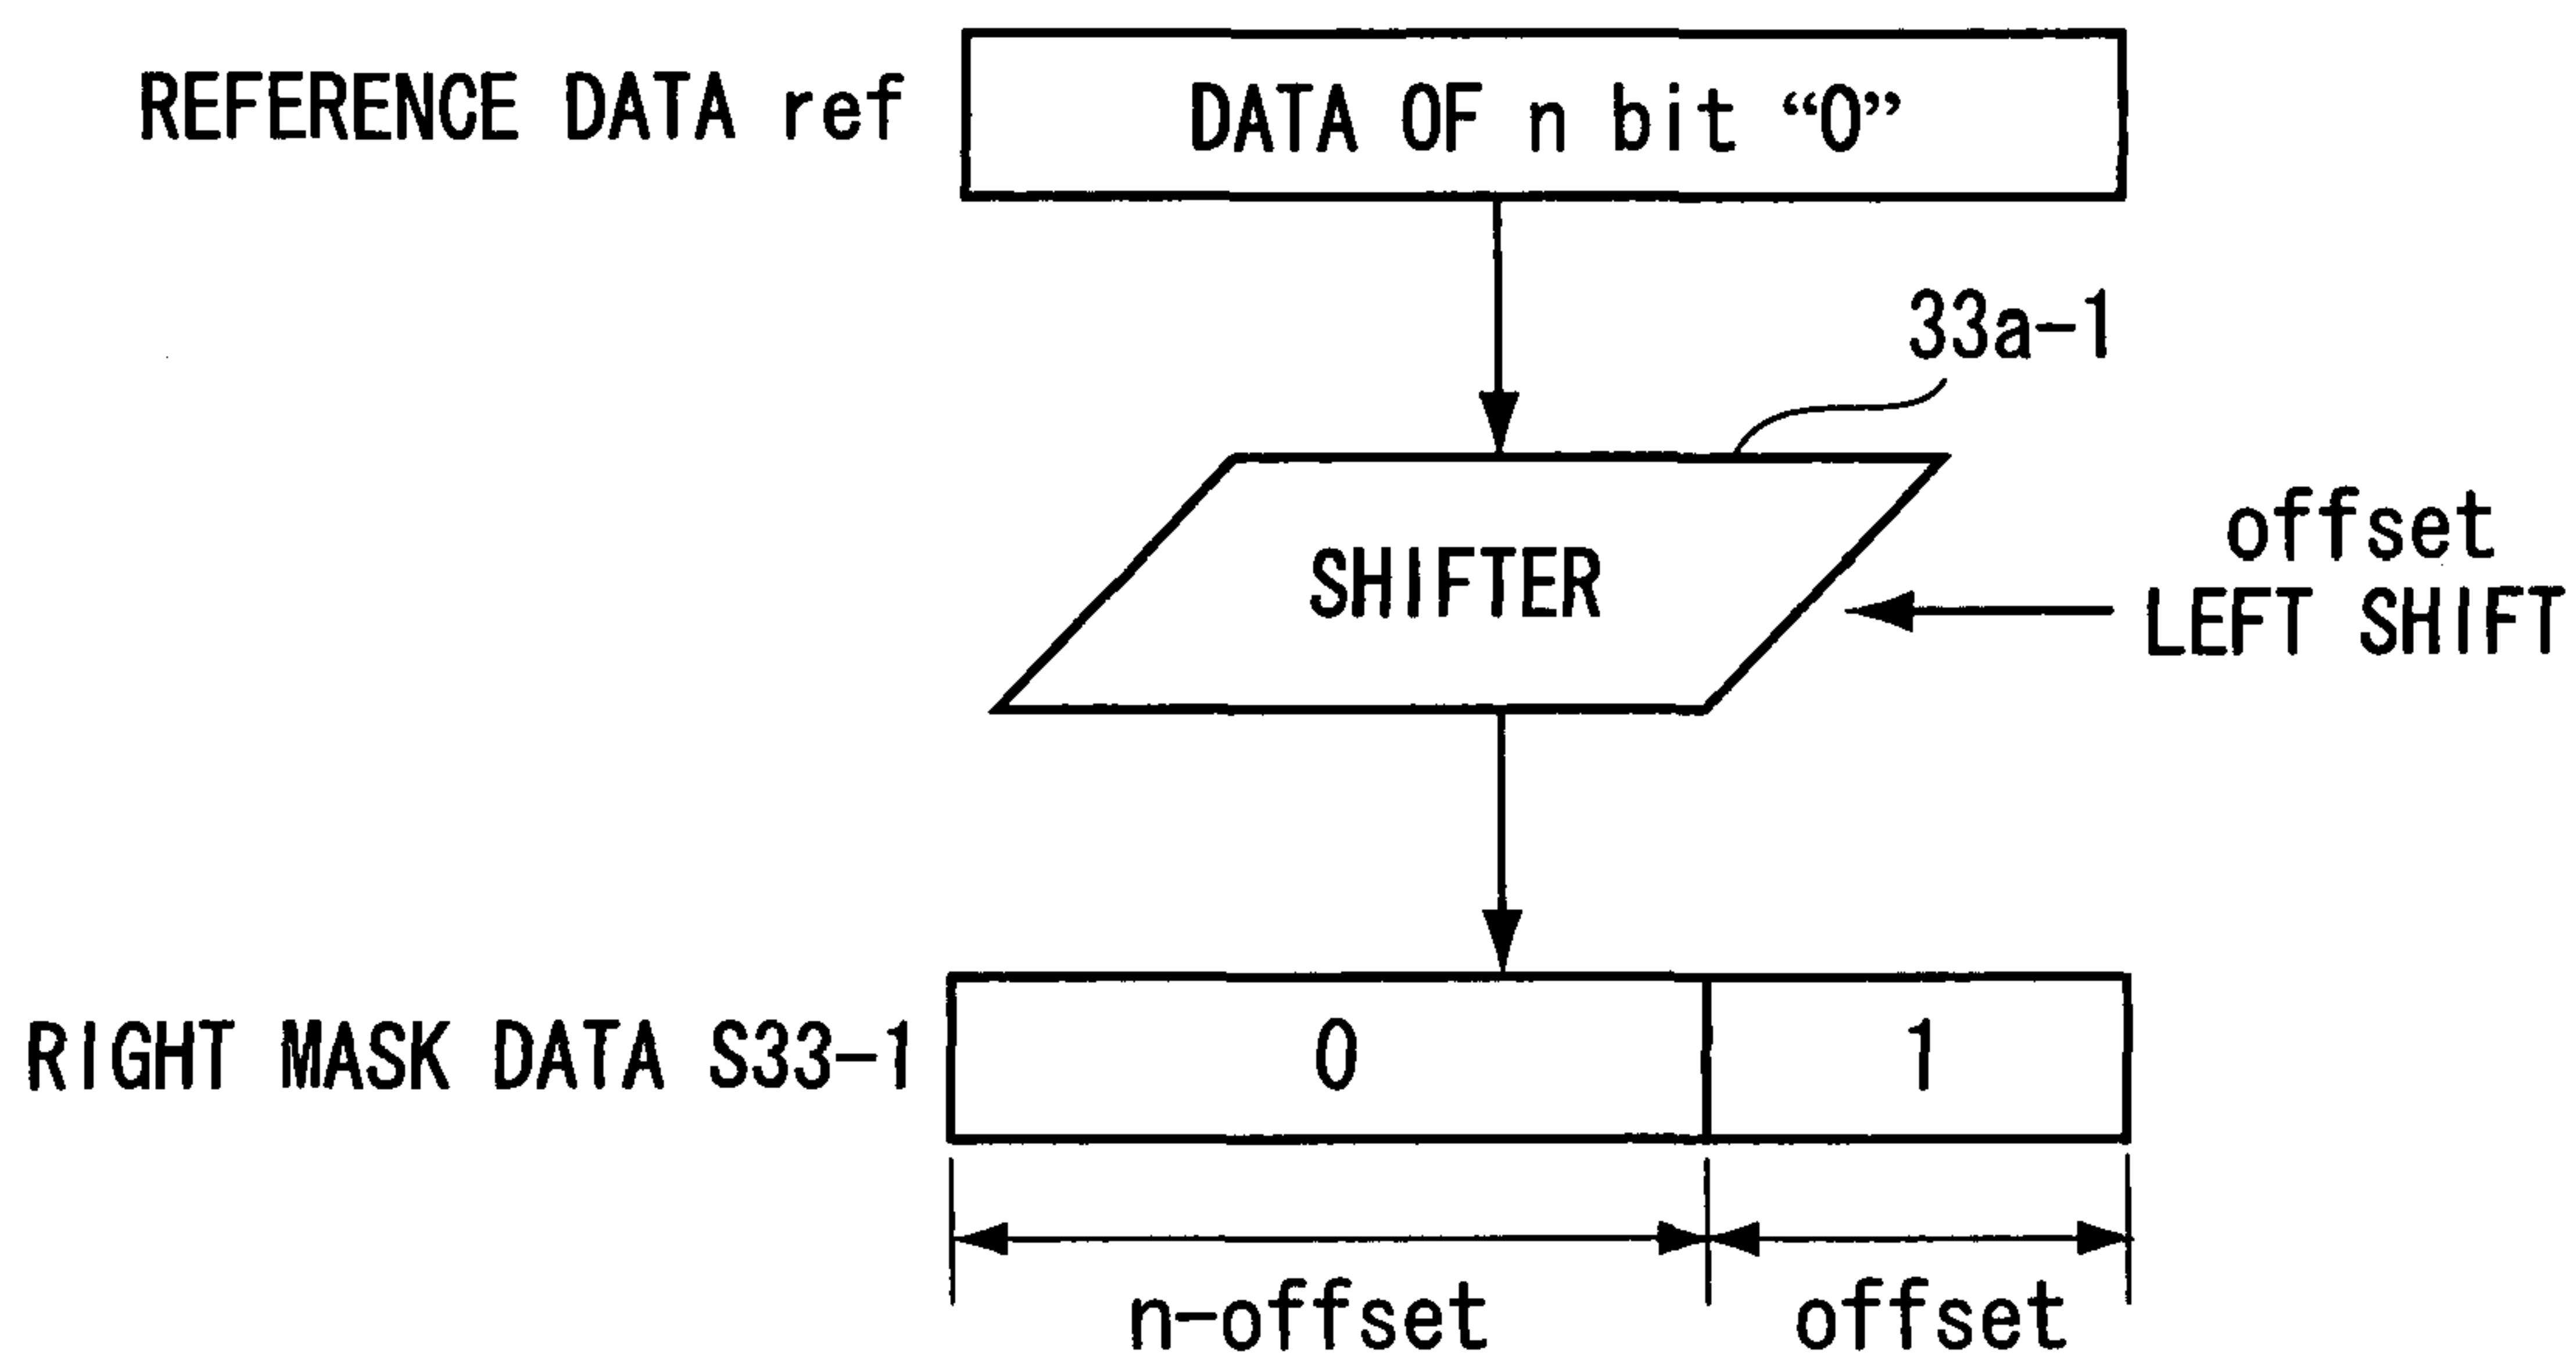 REFERENCE DATA ref
DATA OF n bit “0”
33a-1
SHIFTER
offset
LEFT SHIFT
RIGHT MASK DATA S33-1
0
1
n-offset
offset